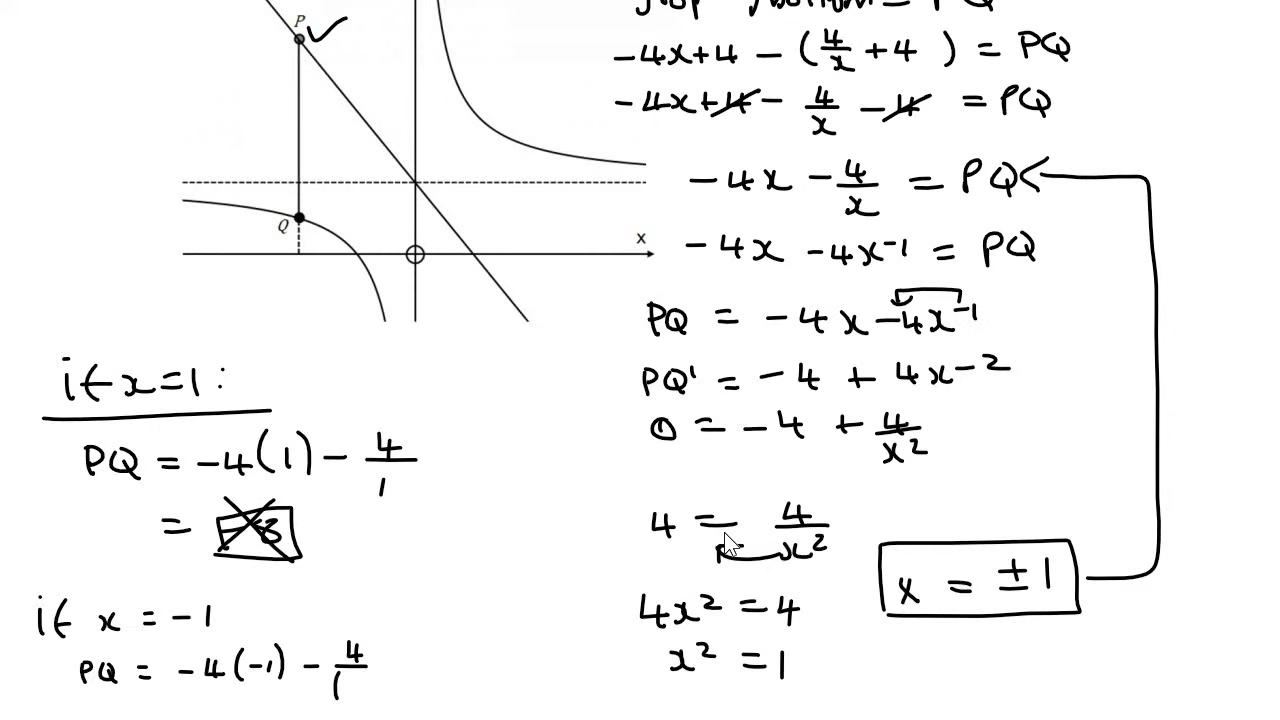 P
Q
x
-4x+4 - (4/x + 4) = PQ
-4x+4 - 4/x - 4 = PQ
-4x - 4/x = PQ
-4x - 4x⁻¹ = PQ
PQ = -4x - 4x⁻¹
PQ' = -4 + 4x⁻²
0 = -4 + 4/x²
4 = 4/x²
4x² = 4
x² = 1
x = ±1
if x = 1 :
PQ = -4(1) - 4/1
= -8
if x = -1
PQ = -4(-1) - 4/